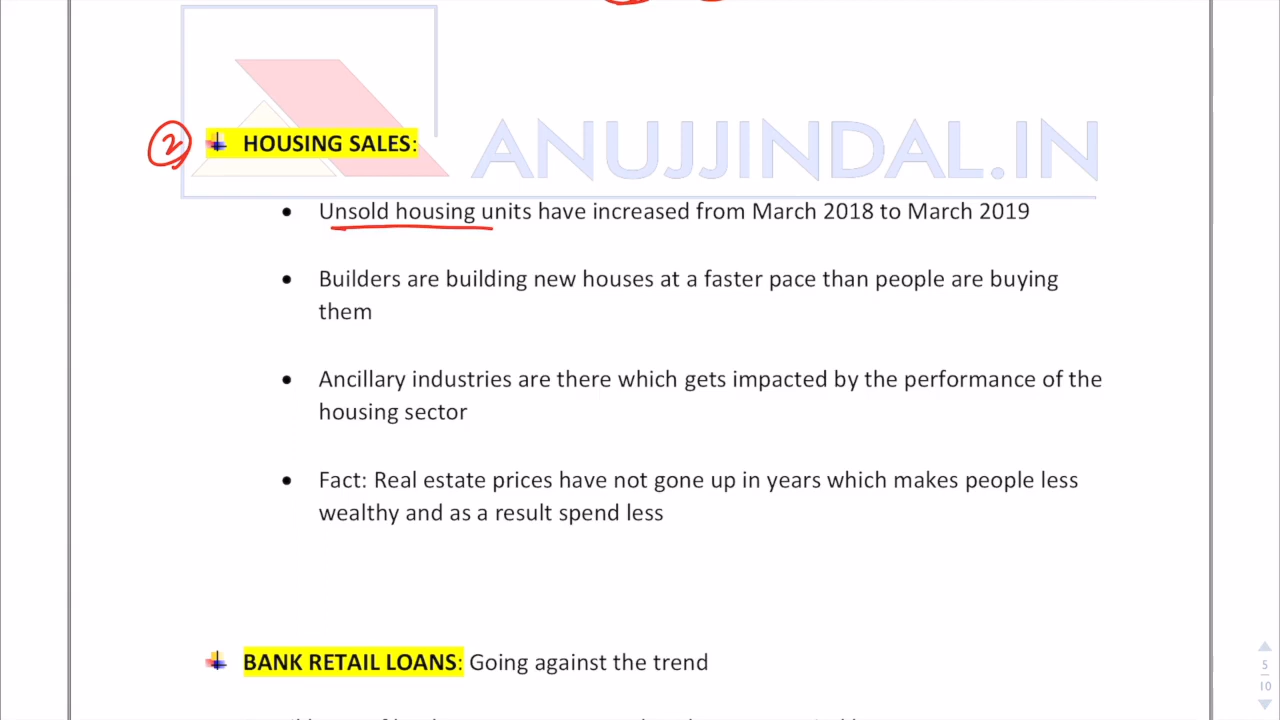 ANUJJINDAL.IN
2 HOUSING SALES:
• Unsold housing units have increased from March 2018 to March 2019
• Builders are building new houses at a faster pace than people are buying
them
• Ancillary industries are there which gets impacted by the performance of the
housing sector
• Fact: Real estate prices have not gone up in years which makes people less
wealthy and as a result spend less
BANK RETAIL LOANS: Going against the trend
5
10